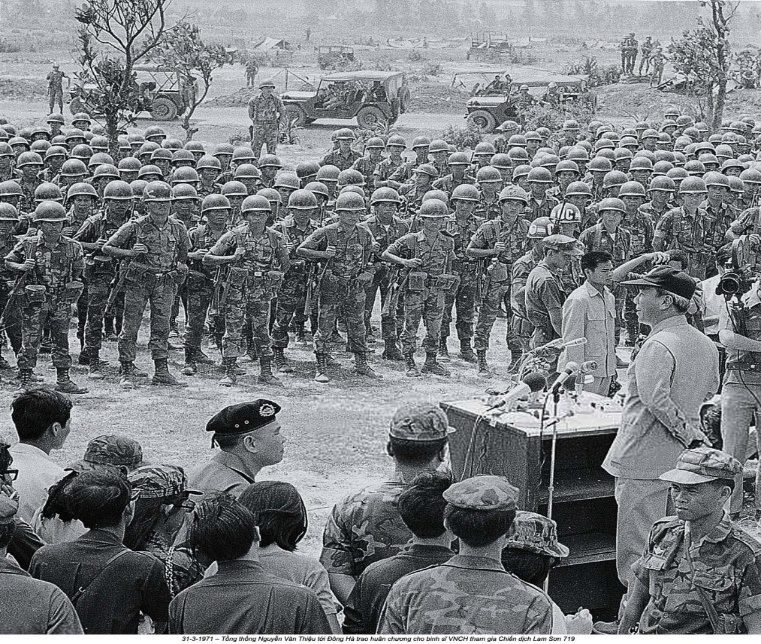 31-3-1971 – Tổng thống Nguyễn Văn Thiệu tới Đông Hà trao huân chương cho binh sĩ VNCH tham gia Chiến dịch Lam Sơn 719